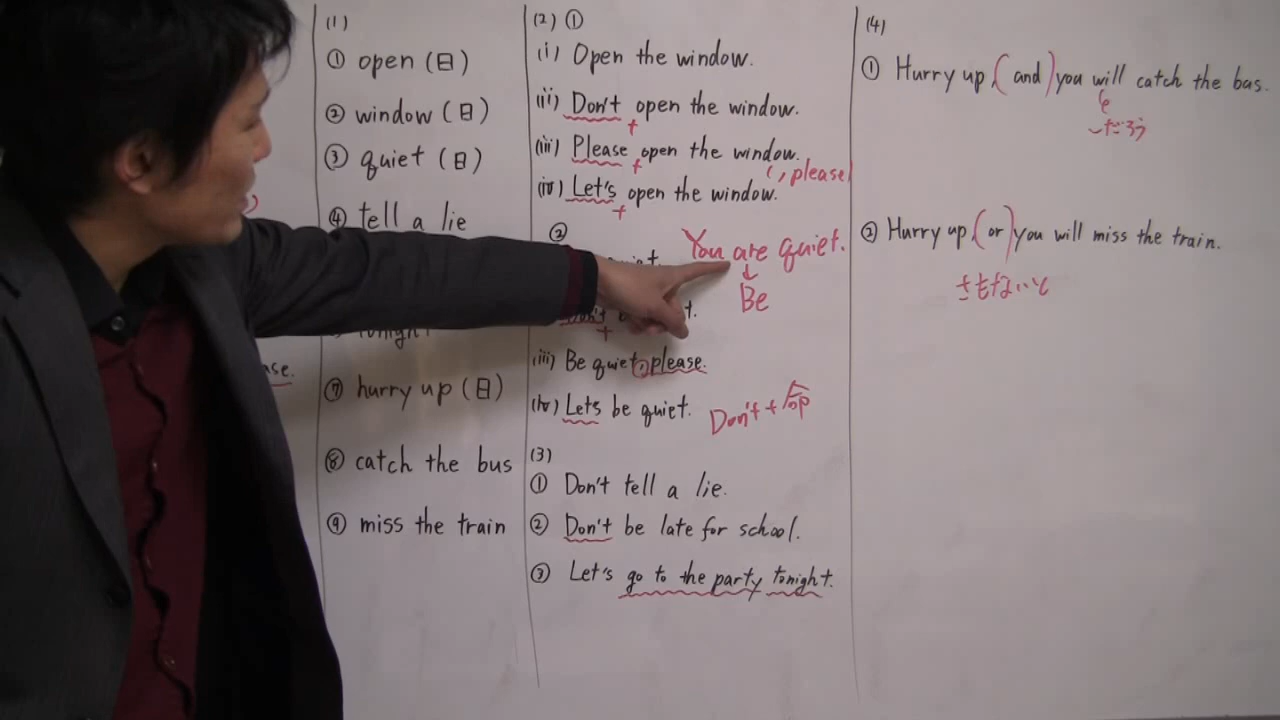 (1)
① open (日)
② window (日)
③ quiet (日)
④ tell a lie
⑦ hurry up (日)
⑧ catch the bus
⑨ miss the train
se.
(2) ①
(i) Open the window.
(ii) Don't open the window.
+
(iii) Please open the window.
+ (, please)
(iv) Let's open the window.
+
②
You are quiet.
↓
Be
+
(iii) Be quiet, please.
(iv) Lets be quiet.
Don't + 命
(3)
① Don't tell a lie.
② Don't be late for school.
③ Let's go to the party tonight.
(4)
① Hurry up, (and) you will catch the bus.
~だろう
② Hurry up, (or) you will miss the train.
さもないと